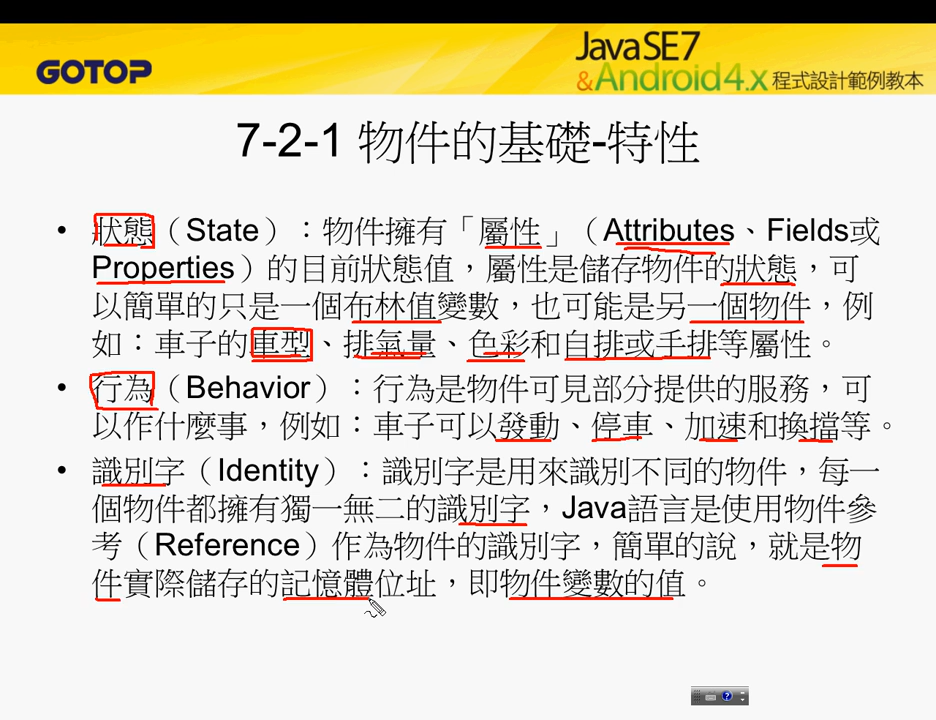 GOTOP
JavaSE7
&Android4.x 程式設計範例教本
7-2-1 物件的基礎-特性
• 狀態（State）：物件擁有「屬性」（Attributes、Fields或
Properties）的目前狀態值，屬性是儲存物件的狀態，可
以簡單的只是一個布林值變數，也可能是另一個物件，例
如：車子的車型、排氣量、色彩和自排或手排等屬性。
• 行為（Behavior）：行為是物件可見部分提供的服務，可
以作什麼事，例如：車子可以發動、停車、加速和換擋等。
• 識別字（Identity）：識別字是用來識別不同的物件，每一
個物件都擁有獨一無二的識別字，Java語言是使用物件參
考（Reference）作為物件的識別字，簡單的說，就是物
件實際儲存的記憶體位址，即物件變數的值。